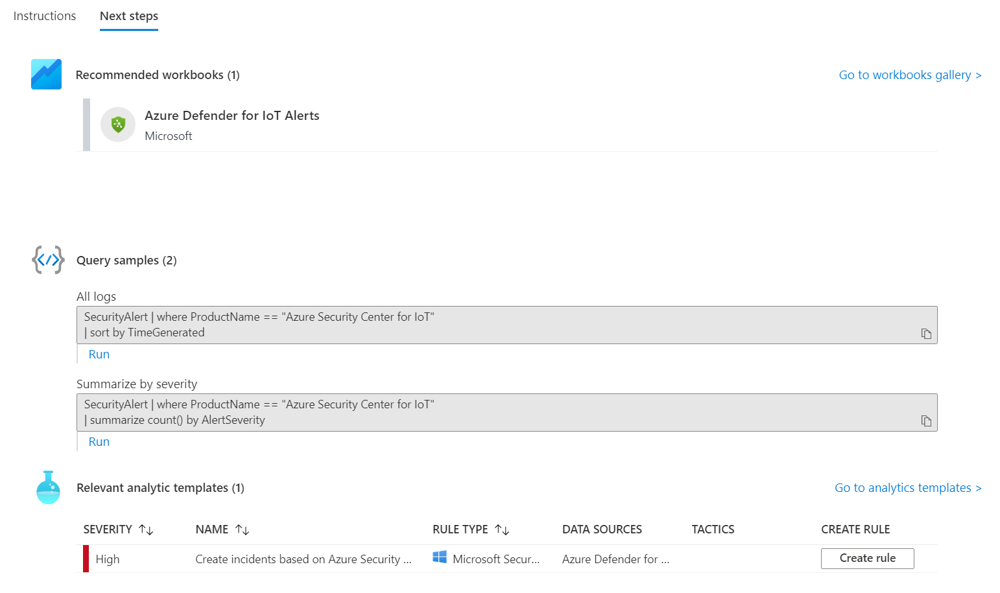 Instructions
Next steps
Recommended workbooks (1)
Go to workbooks gallery >
Azure Defender for IoT Alerts
Microsoft
Query samples (2)
All logs
SecurityAlert | where ProductName == "Azure Security Center for IoT"
| sort by TimeGenerated
Run
Summarize by severity
SecurityAlert | where ProductName == "Azure Security Center for IoT"
| summarize count() by AlertSeverity
Run
Relevant analytic templates (1)
Go to analytics templates >
SEVERITY ↑↓ NAME ↑↓ RULE TYPE ↑↓ DATA SOURCES TACTICS CREATE RULE
High Create incidents based on Azure Security ... Microsoft Secur... Azure Defender for ... Create rule